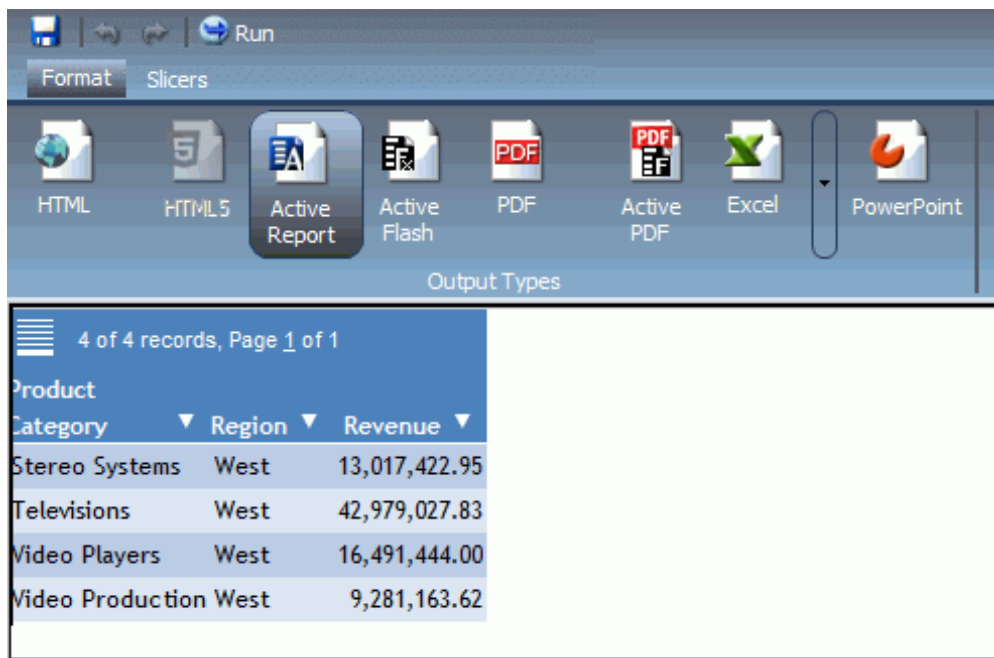 Run
Format Slicers
5 A PDF PDF
HTML HTML5 Active Report Active Flash PDF Active PDF Excel PowerPoint
Output Types
4 of 4 records, Page 1 of 1
Product Category Region Revenue
Stereo Systems West 13,017,422.95
Televisions West 42,979,027.83
Video Players West 16,491,444.00
Video Production West 9,281,163.62